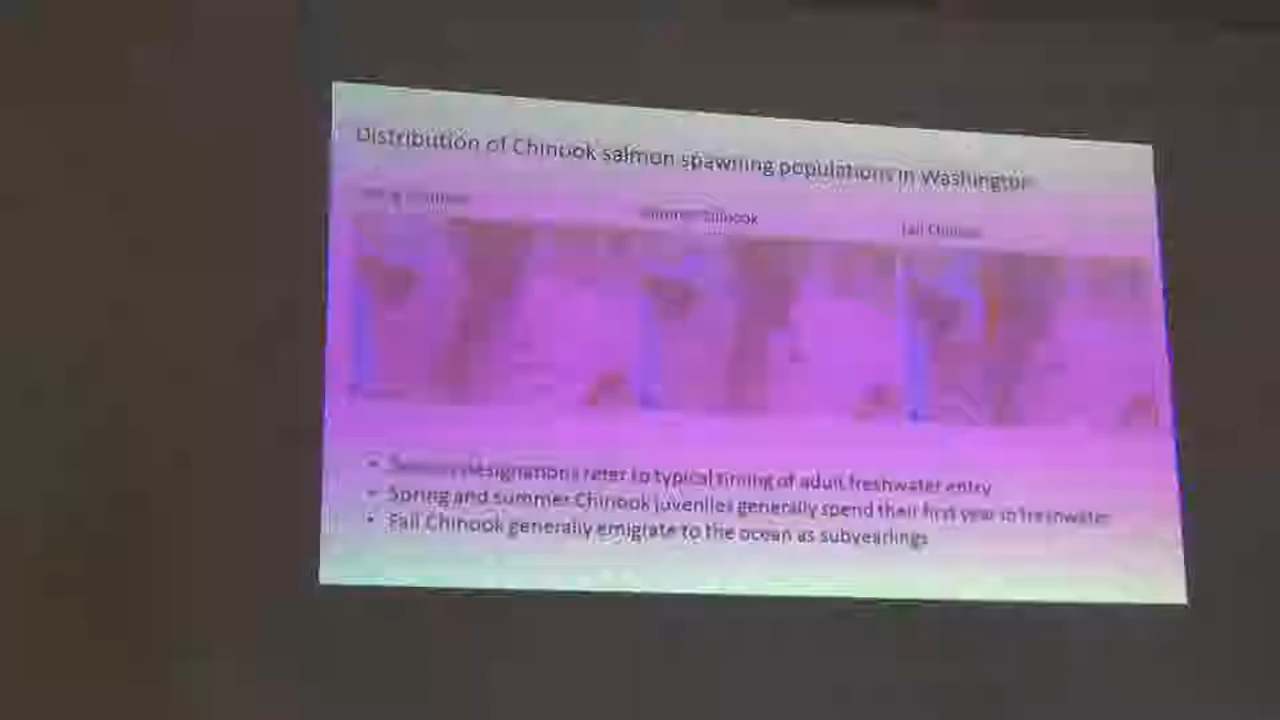 Distribution of Chinook salmon spawning populations in Washington
Summer Chinook
Fall Chinook
• designations refer to typical timing of adult freshwater entry
• Spring and summer Chinook juveniles generally spend their first year in freshwater
• Fall Chinook generally emigrate to the ocean as subyearlings